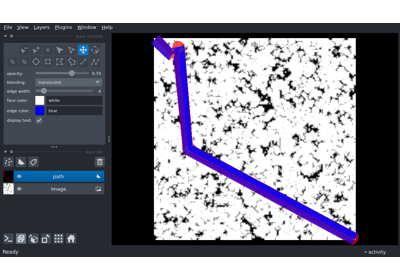 File View Layers Plugins Window Help
opacity: 0.70
blending: translucent
edge width:
face color: white
edge color: blue
display text:
path
Image
Ready
activity